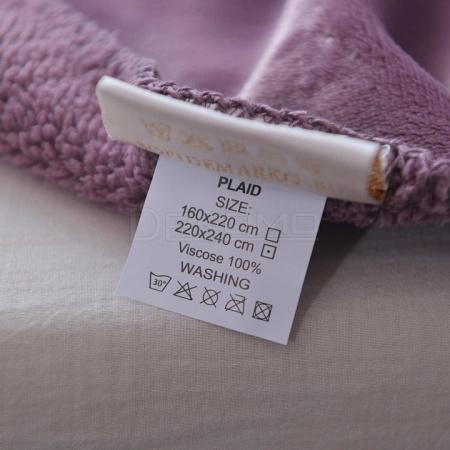 PLAID
SIZE:
160x220 cm
220x240 cm
Viscose 100%
WASHING
30°